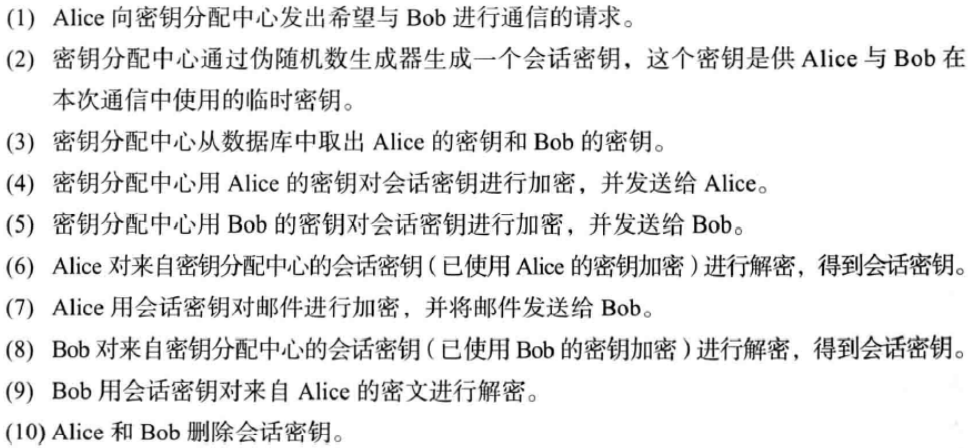 (1) Alice 向密钥分配中心发出希望与 Bob 进行通信的请求。
(2) 密钥分配中心通过伪随机数生成器生成一个会话密钥，这个密钥是供 Alice 与 Bob 在
本次通信中使用的临时密钥。
(3) 密钥分配中心从数据库中取出 Alice 的密钥和 Bob 的密钥。
(4) 密钥分配中心用 Alice 的密钥对会话密钥进行加密，并发送给 Alice。
(5) 密钥分配中心用 Bob 的密钥对会话密钥进行加密，并发送给 Bob。
(6) Alice 对来自密钥分配中心的会话密钥（已使用 Alice 的密钥加密）进行解密，得到会话密钥。
(7) Alice 用会话密钥对邮件进行加密，并将邮件发送给 Bob。
(8) Bob 对来自密钥分配中心的会话密钥（已使用 Bob 的密钥加密）进行解密，得到会话密钥。
(9) Bob 用会话密钥对来自 Alice 的密文进行解密。
(10) Alice 和 Bob 删除会话密钥。